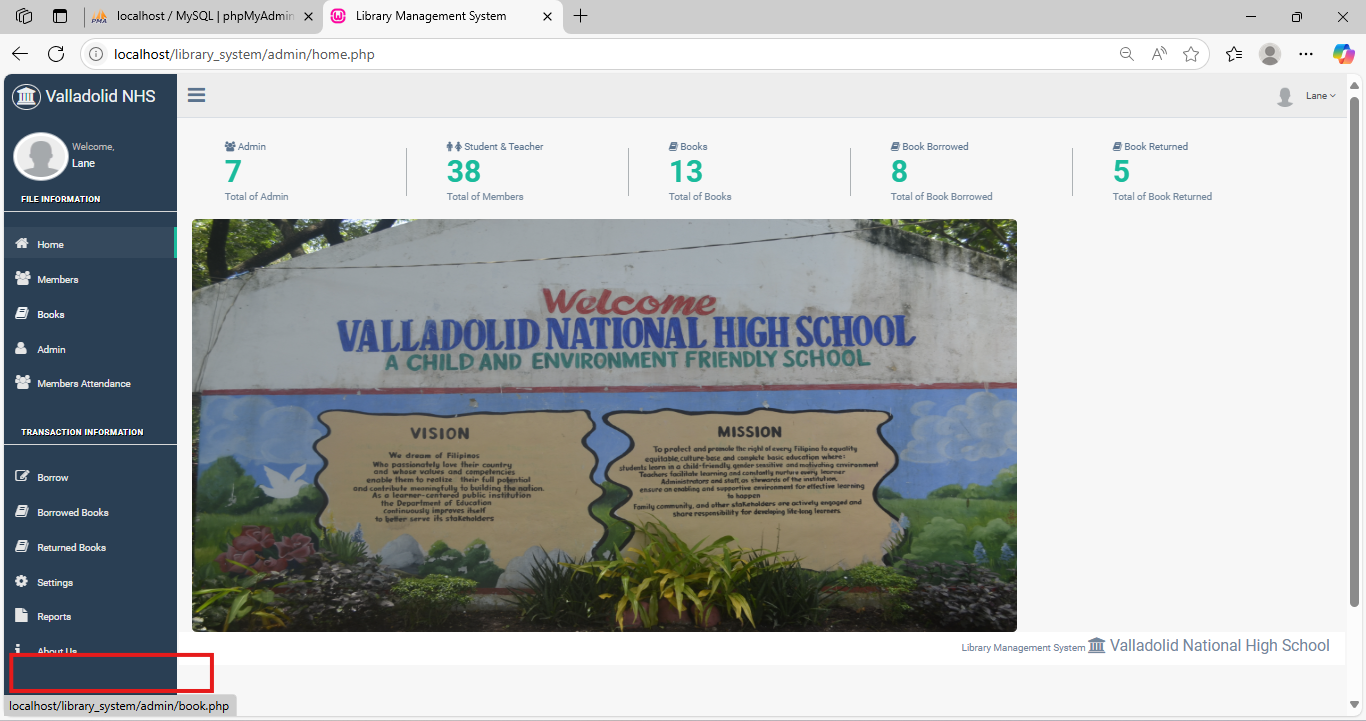 localhost / MySQL | phpMyAdmin
Library Management System
localhost/library_system/admin/home.php
Valladolid NHS
Lane
Welcome,
Lane
FILE INFORMATION
Home
Members
Books
Admin
Members Attendance
TRANSACTION INFORMATION
Borrow
Borrowed Books
Returned Books
Settings
Reports
About Us
Admin
7
Total of Admin
Student & Teacher
38
Total of Members
Books
13
Total of Books
Book Borrowed
8
Total of Book Borrowed
Book Returned
5
Total of Book Returned
Welcome
VALLADOLID NATIONAL HIGH SCHOOL
A CHILD AND ENVIRONMENT FRIENDLY SCHOOL
VISION
We dream of Filipinos
Who passionately love their country
and whose values and competencies
enable them to realize their full potential
and contribute meaningfully to building the nation.
As a learner-centered public institution
the Department of Education
continuously improves itself
to better serve its stakeholders
MISSION
To protect and promote the right of every Filipino to equality
equitable, culture-base, and complete basic education where:
students learn in a child-friendly, gender sensitive and motivating environment
Teachers facilitate learning and constantly nurture every learner
Administrators and staff, as stewards of the institution,
ensure an enabling and supportive environment for effective learning
to happen
Family, community, and other stakeholders are actively engaged and
share responsibility for developing life-long learners.
Library Management System Valladolid National High School
localhost/library_system/admin/book.php